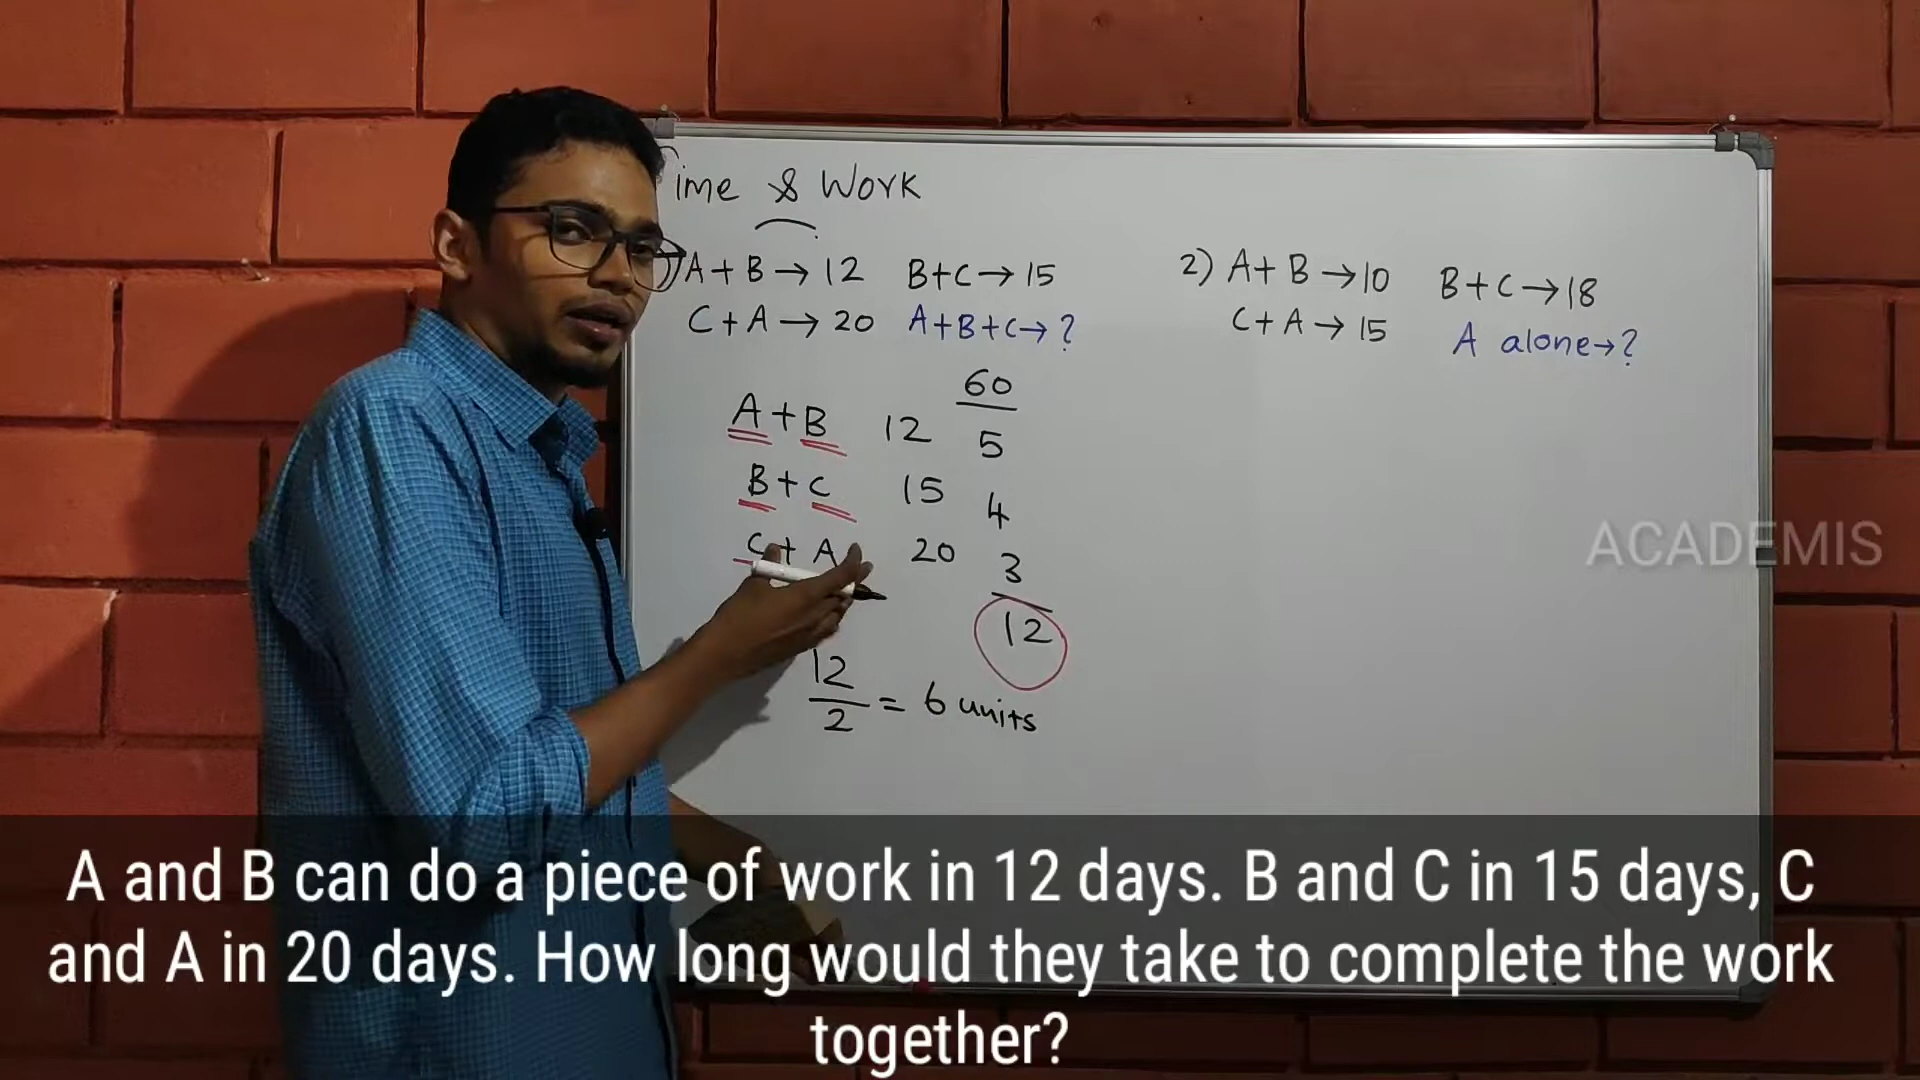 Time & Work
1) A+B→12 B+C→15
C+A→20 A+B+C→?
2) A+B→10 B+C→18
C+A→15 A alone→?
60
A+B 12 5
B+C 15 4
C+A 20 3
12
12/2 = 6 units
ACADEMIS
A and B can do a piece of work in 12 days. B and C in 15 days, C
and A in 20 days. How long would they take to complete the work
together?